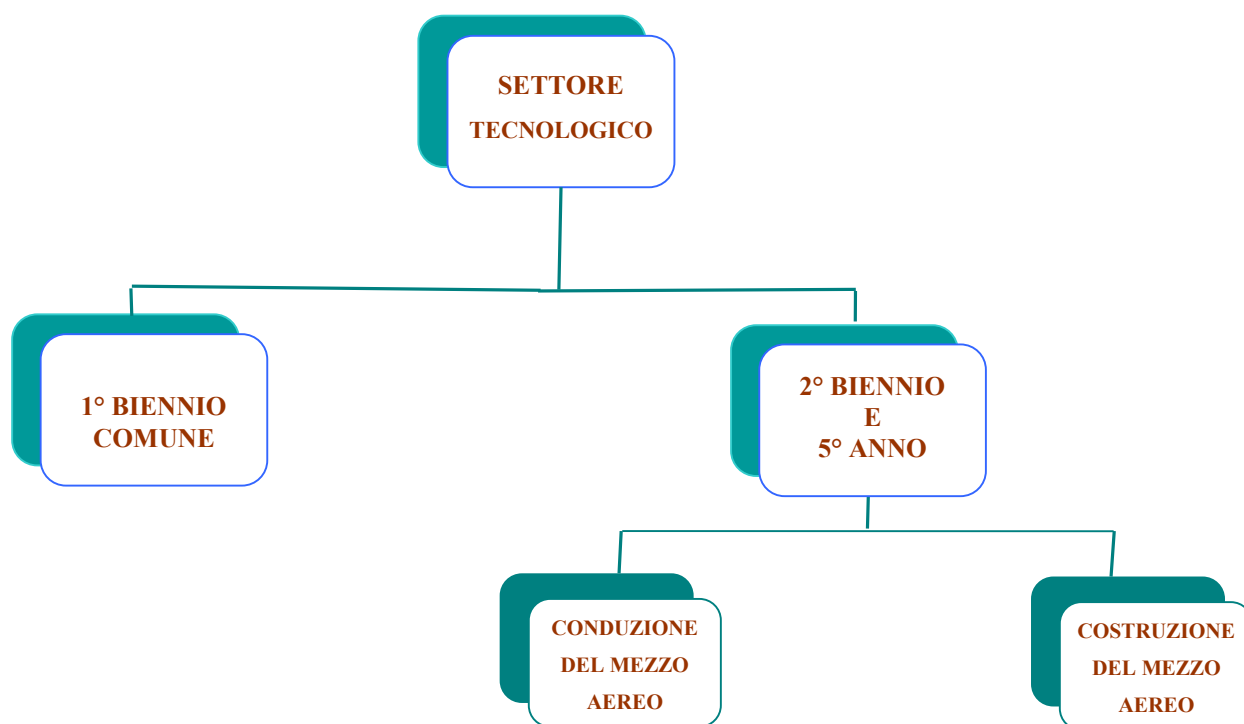 SETTORE
TECNOLOGICO
1° BIENNIO
COMUNE
2° BIENNIO
E
5° ANNO
CONDUZIONE
DEL MEZZO
AEREO
COSTRUZIONE
DEL MEZZO
AEREO